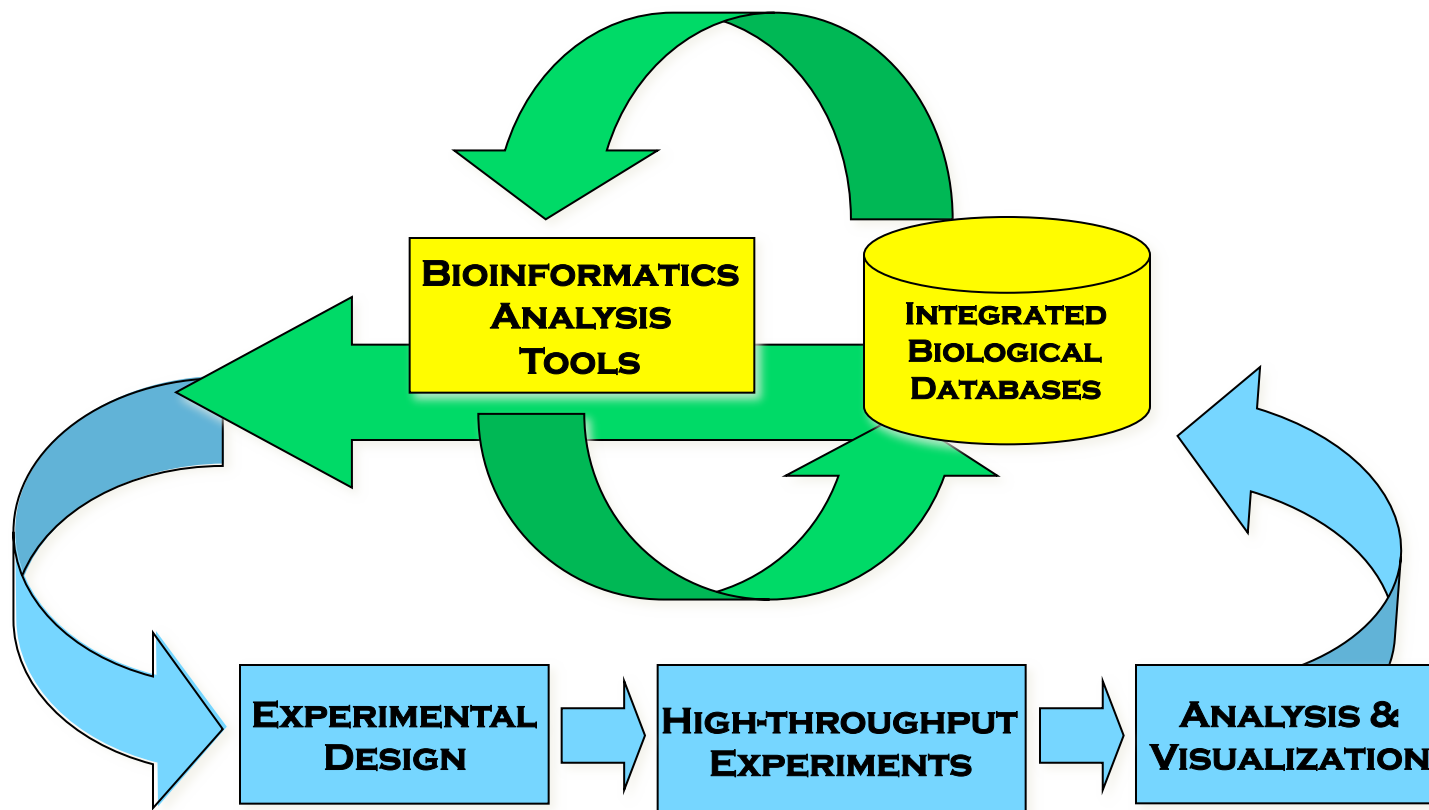 Bioinformatics
Analysis
Tools
Integrated
Biological
Databases
Experimental
Design
High-throughput
Experiments
Analysis &
Visualization